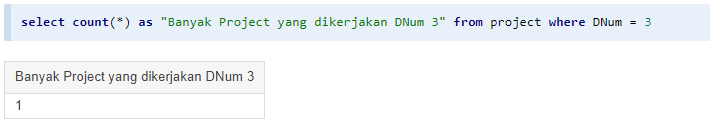 select count(*) as "Banyak Project yang dikerjakan DNum 3" from project where DNum = 3
Banyak Project yang dikerjakan DNum 3
1